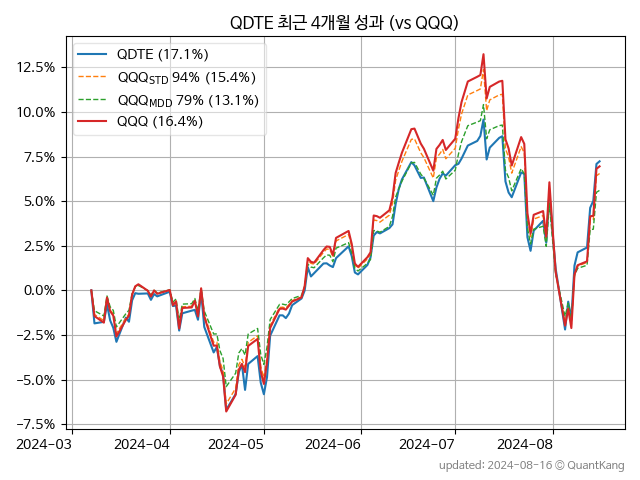 QDTE 최근 4개월 성과 (vs QQQ)
QDTE (17.1%)
QQQSTD 94% (15.4%)
QQQMDD 79% (13.1%)
QQQ (16.4%)
12.5%
10.0%
7.5%
5.0%
2.5%
0.0%
−2.5%
−5.0%
−7.5%
2024-03 2024-04 2024-05 2024-06 2024-07 2024-08
updated: 2024-08-16 © QuantKang